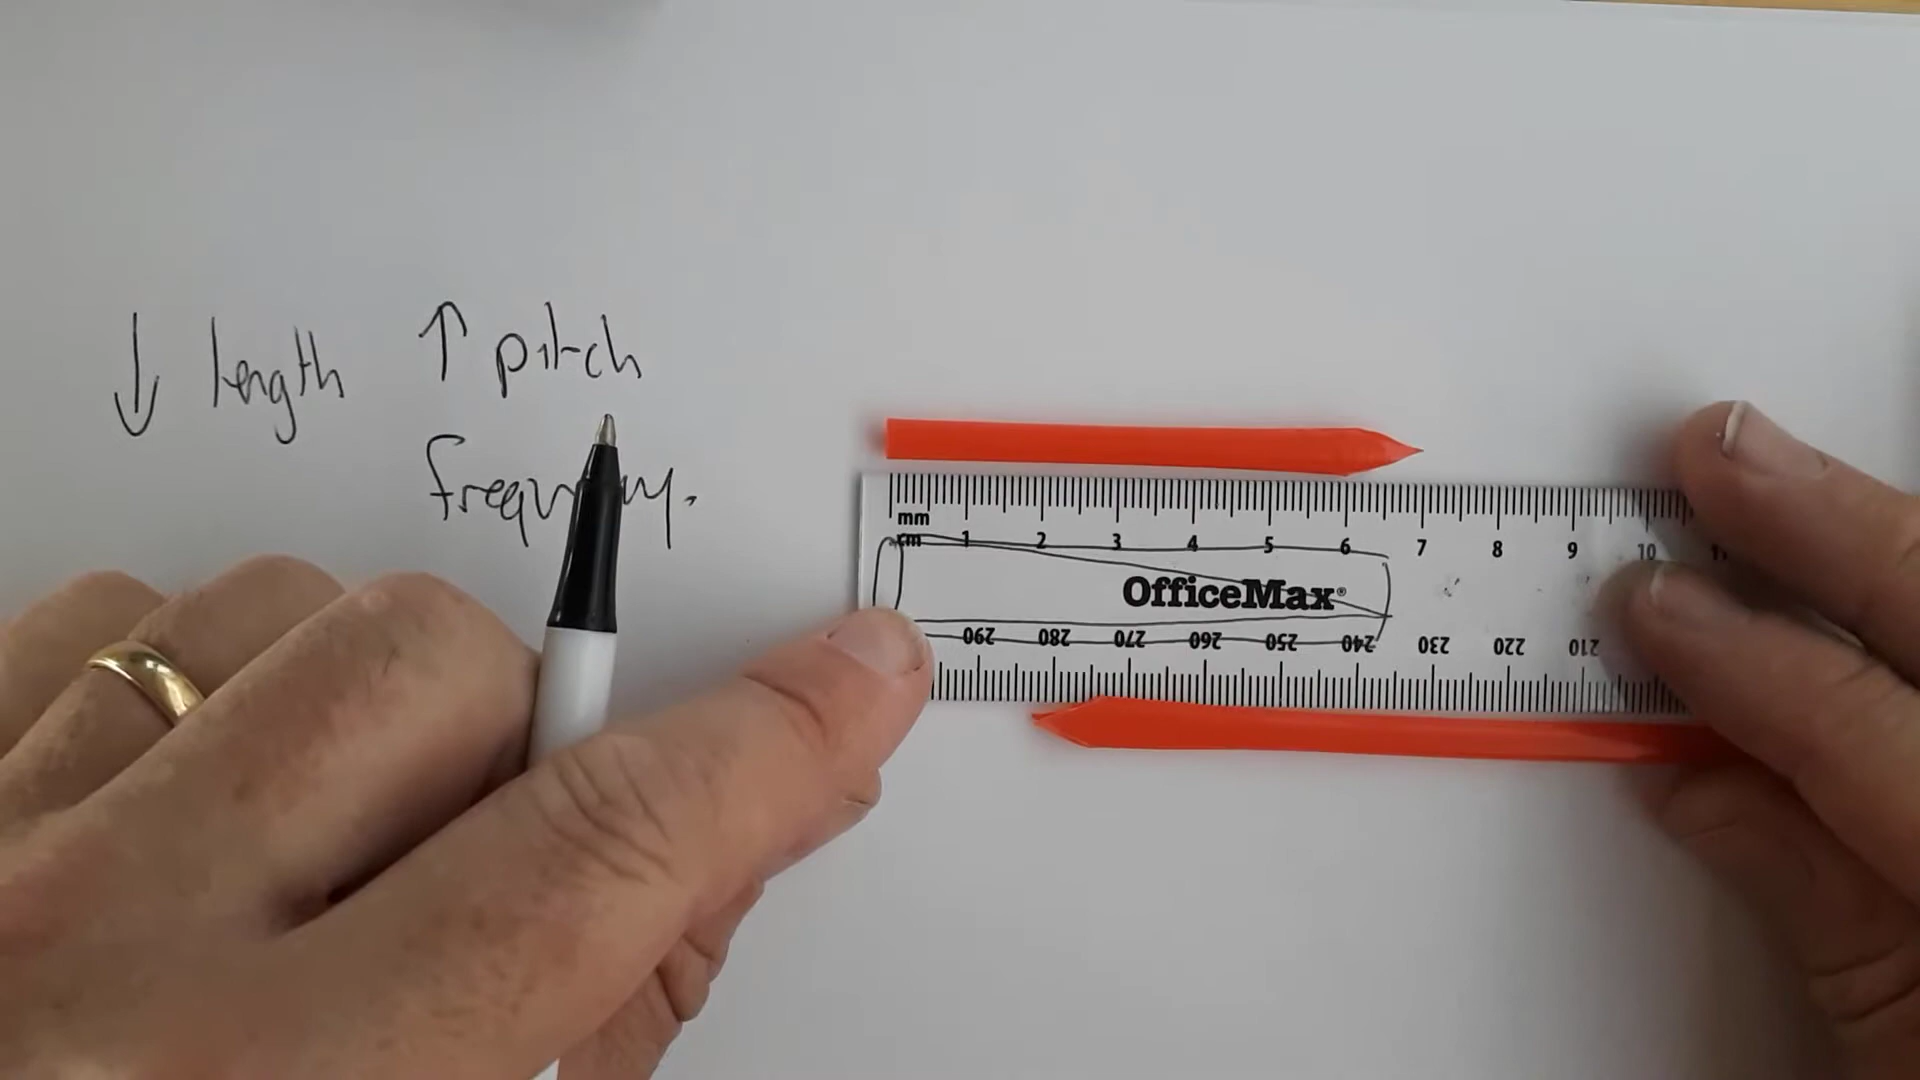 ↓ length ↑ pitch
mm
cm 1 2 3 4 5 6 7 8 9 10
OfficeMax®
290 280 270 260 250 240 230 220 210